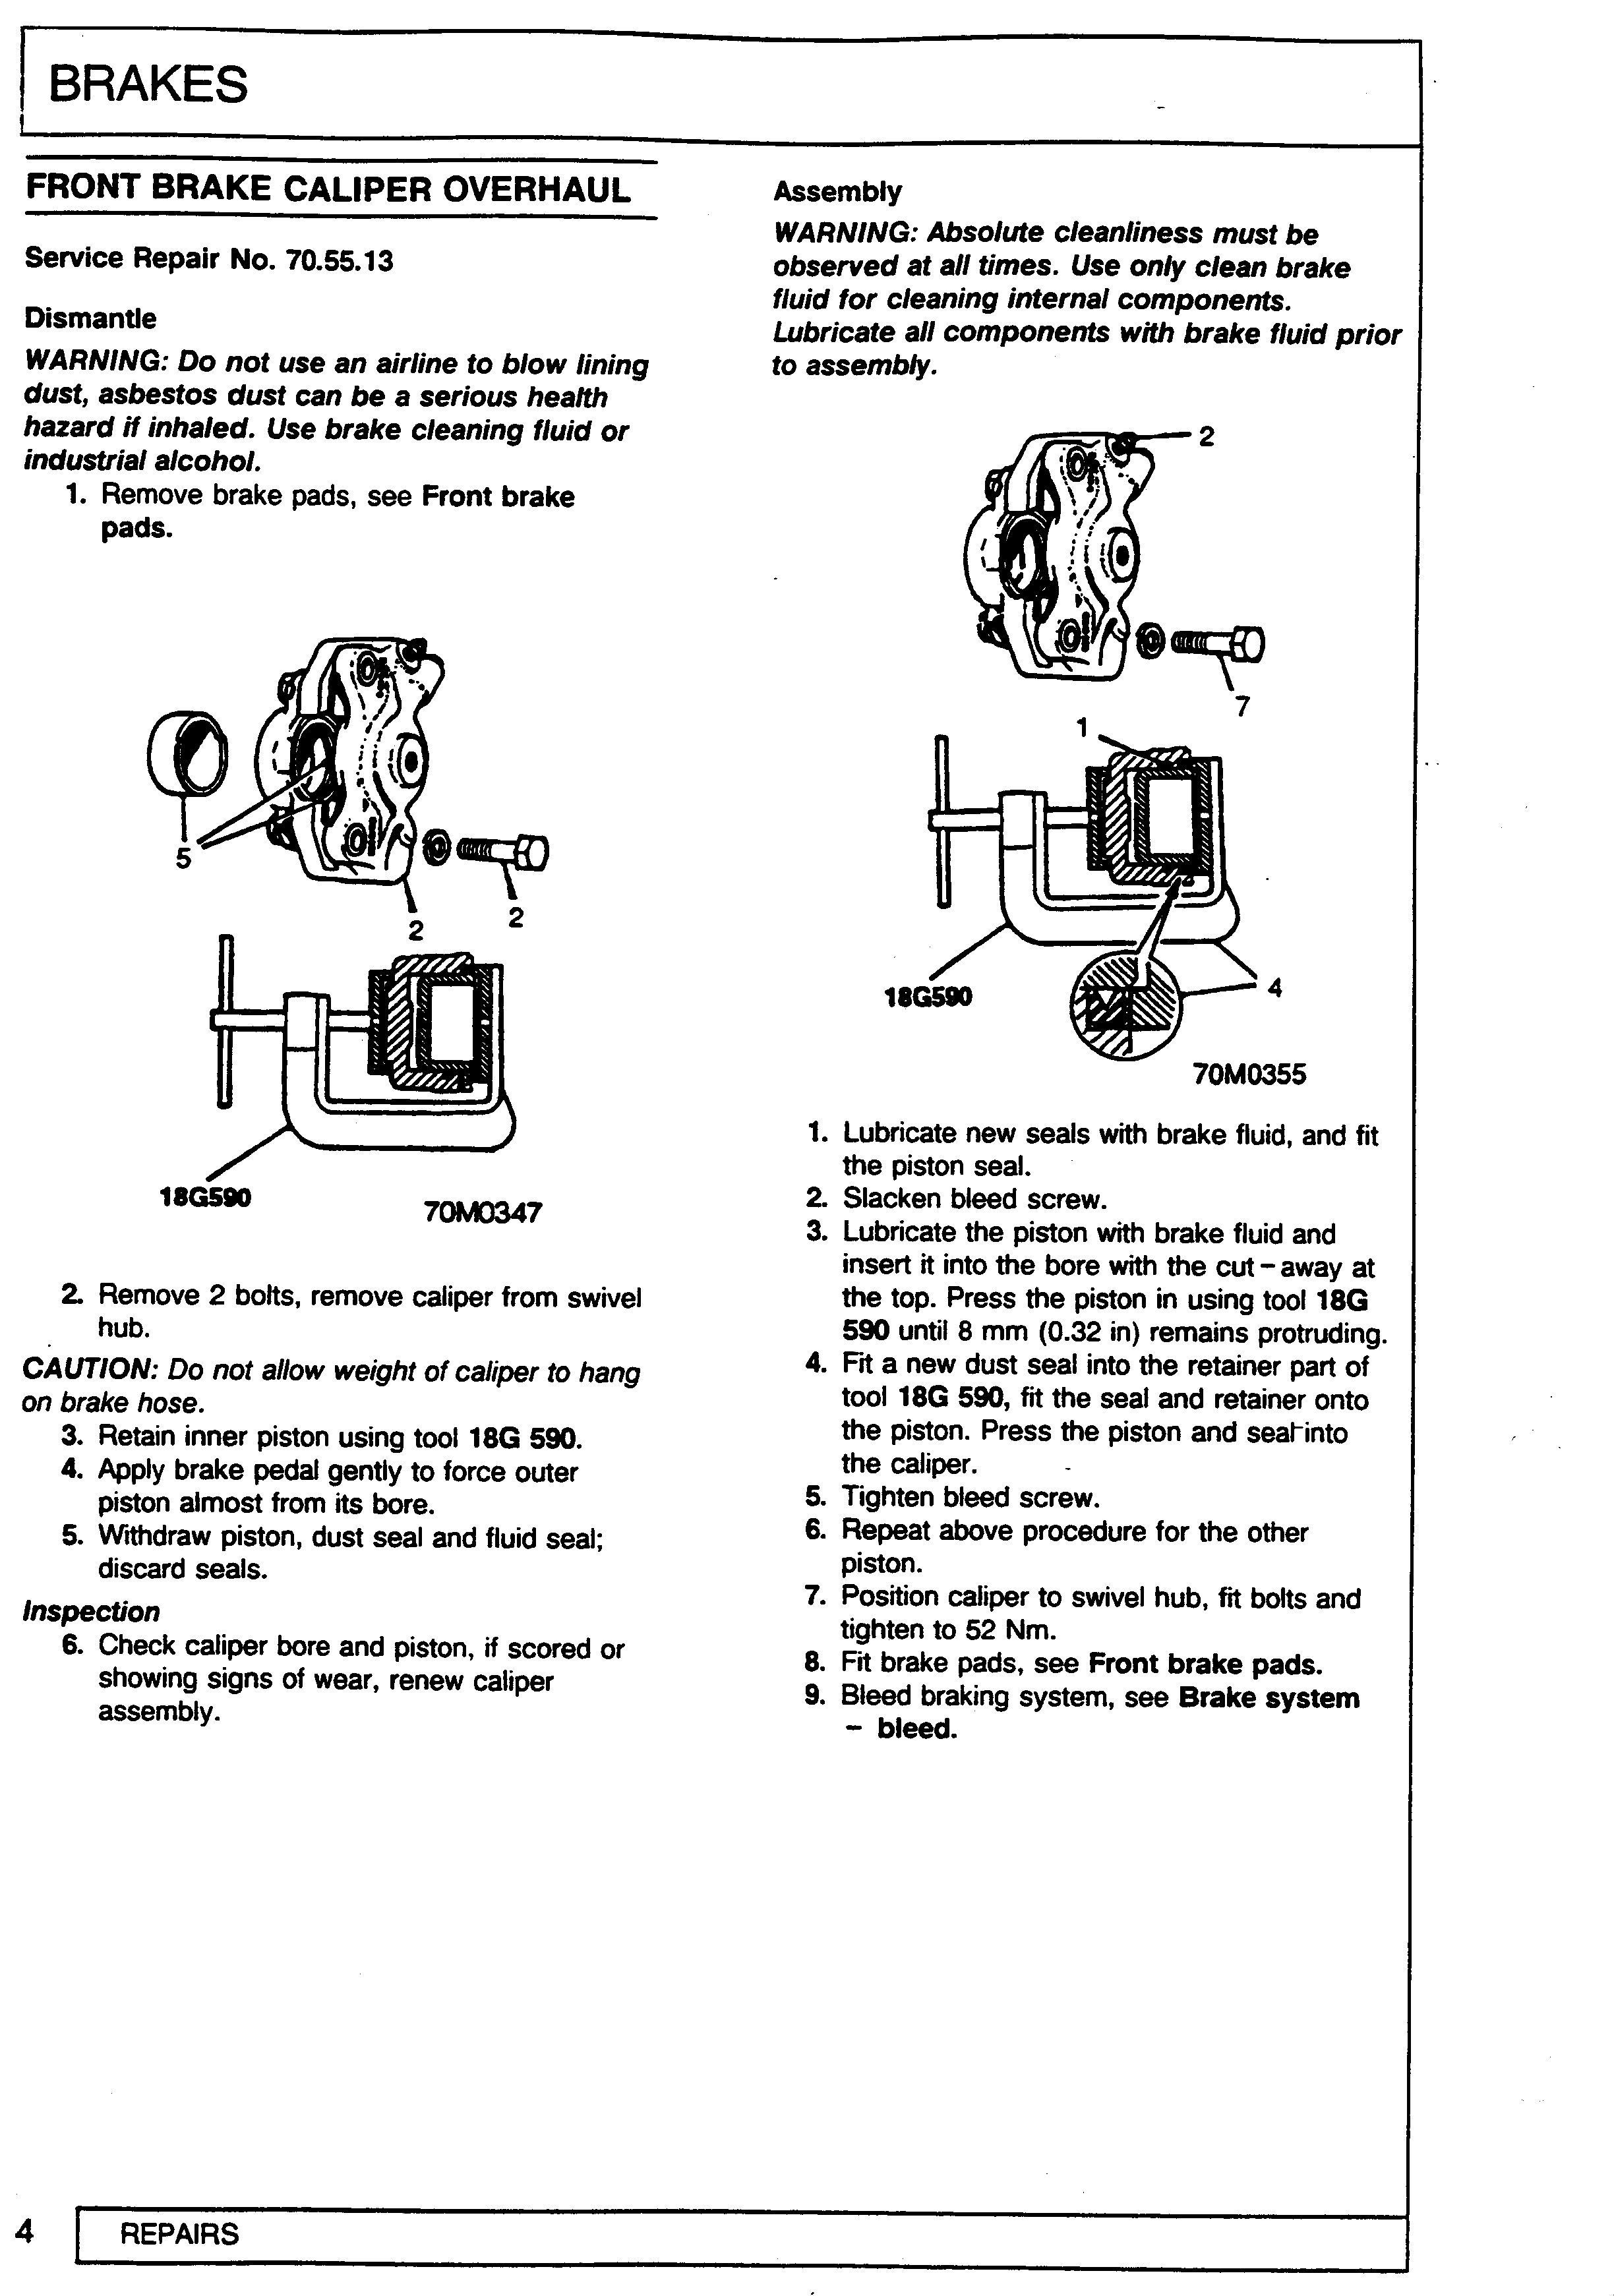 BRAKES
FRONT BRAKE CALIPER OVERHAUL
Service Repair No. 70.55.13
Dismantle
WARNING: Do not use an airline to blow lining
dust, asbestos dust can be a serious health
hazard if inhaled. Use brake cleaning fluid or
industrial alcohol.
1. Remove brake pads, see Front brake
pads.
5
2
2
18G590
70M0347
2. Remove 2 bolts, remove caliper from swivel
hub.
CAUTION: Do not allow weight of caliper to hang
on brake hose.
3. Retain inner piston using tool 18G 590.
4. Apply brake pedal gently to force outer
piston almost from its bore.
5. Withdraw piston, dust seal and fluid seal;
discard seals.
Inspection
6. Check caliper bore and piston, if scored or
showing signs of wear, renew caliper
assembly.
Assembly
WARNING: Absolute cleanliness must be
observed at all times. Use only clean brake
fluid for cleaning internal components.
Lubricate all components with brake fluid prior
to assembly.
2
7
1
18G590
4
70M0355
1. Lubricate new seals with brake fluid, and fit
the piston seal.
2. Slacken bleed screw.
3. Lubricate the piston with brake fluid and
insert it into the bore with the cut – away at
the top. Press the piston in using tool 18G
590 until 8 mm (0.32 in) remains protruding.
4. Fit a new dust seal into the retainer part of
tool 18G 590, fit the seal and retainer onto
the piston. Press the piston and seal into
the caliper.
5. Tighten bleed screw.
6. Repeat above procedure for the other
piston.
7. Position caliper to swivel hub, fit bolts and
tighten to 52 Nm.
8. Fit brake pads, see Front brake pads.
9. Bleed braking system, see Brake system
– bleed.
4
REPAIRS